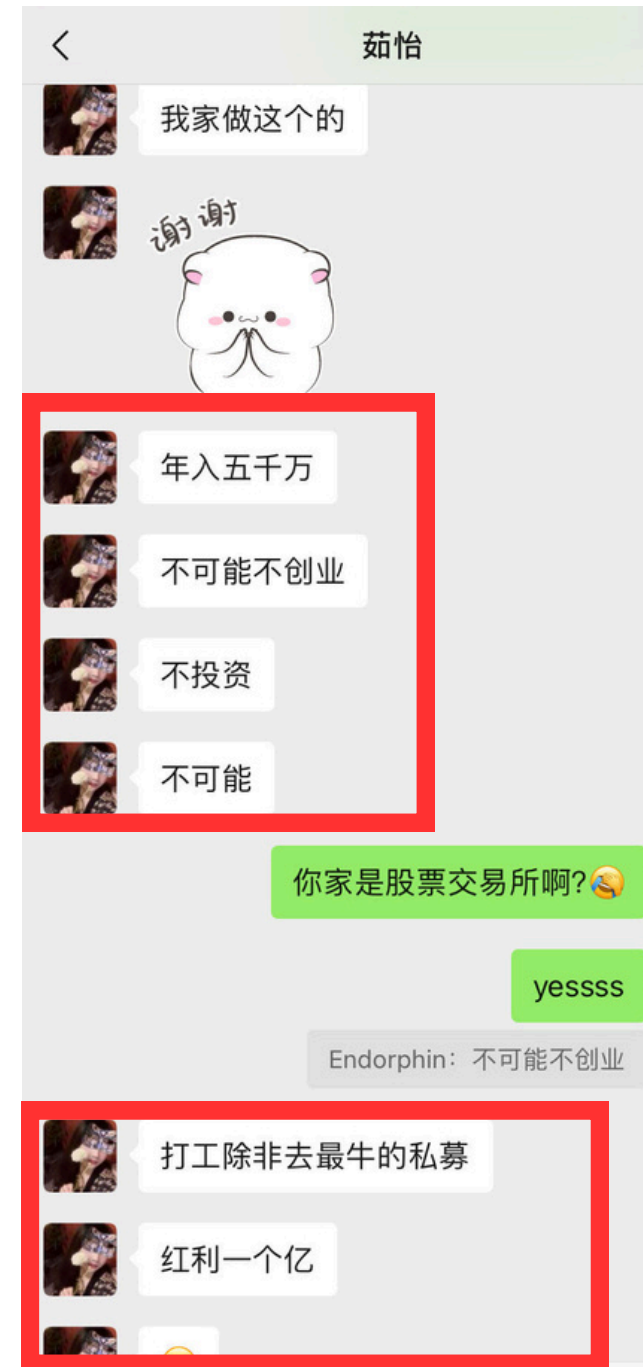 茹怡
我家做这个的
谢谢
年入五千万
不可能不创业
不投资
不可能
你家是股票交易所啊?
yessss
Endorphin：不可能不创业
打工除非去最牛的私募
红利一个亿